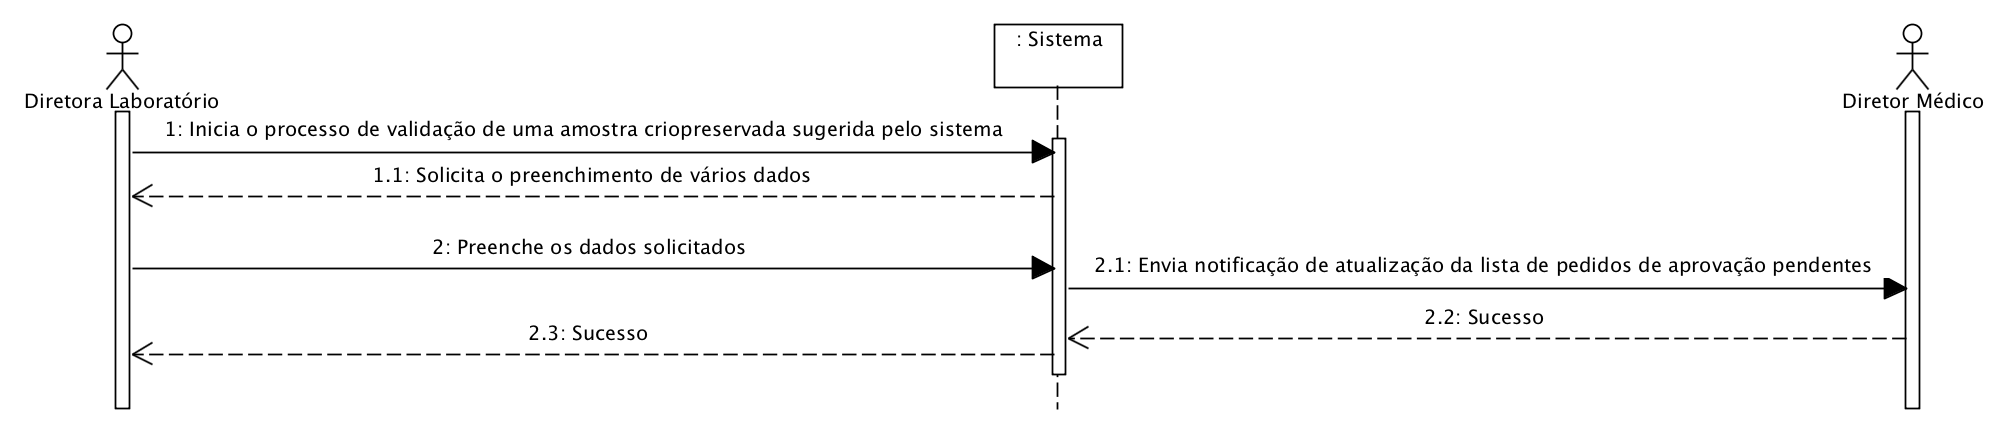 : Sistema
Diretora Laboratório
Diretor Médico
1: Inicia o processo de validação de uma amostra criopreservada sugerida pelo sistema
1.1: Solicita o preenchimento de vários dados
2: Preenche os dados solicitados
2.1: Envia notificação de atualização da lista de pedidos de aprovação pendentes
2.2: Sucesso
2.3: Sucesso